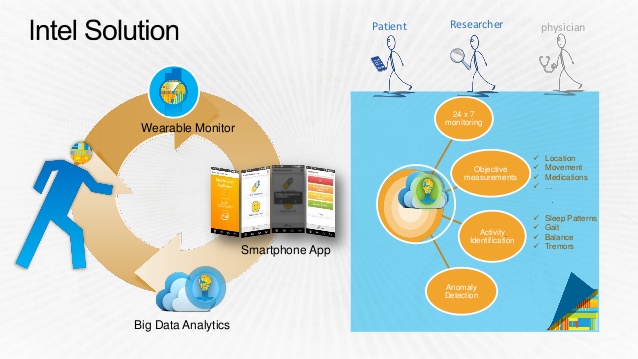 Intel Solution
Patient
Researcher
physician
Wearable Monitor
Smartphone App
Big Data Analytics
24 x 7
monitoring
Objective
measurements
✓ Location
✓ Movement
✓ Medications
✓ ...
.
Activity
Identification
✓ Sleep Patterns
✓ Gait
✓ Balance
✓ Tremors
Anomaly
Detection